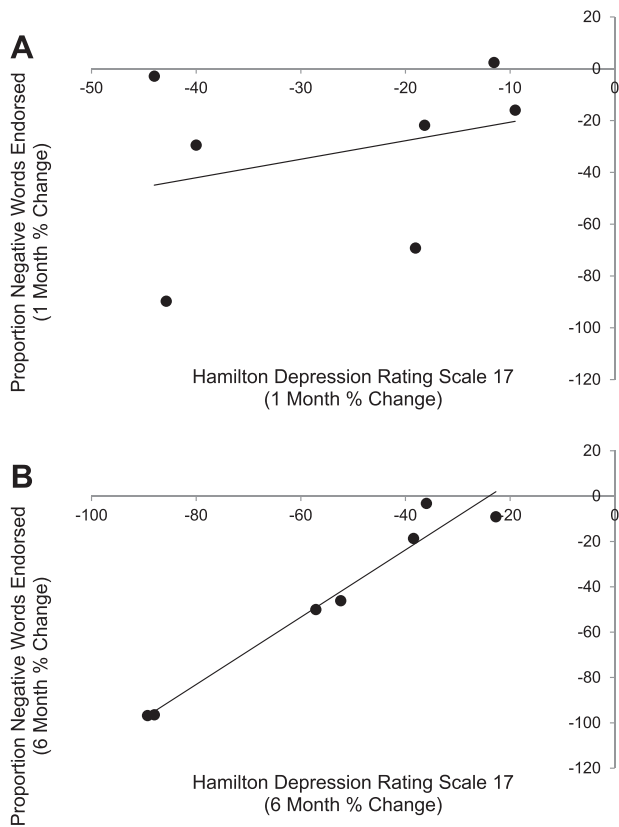 A
Proportion Negative Words Endorsed
(1 Month % Change)
20
0
-50 -40 -30 -20 -10 0
-20
-40
-60
-80
-100
-120
Hamilton Depression Rating Scale 17
(1 Month % Change)
B
Proportion Negative Words Endorsed
(6 Month % Change)
20
0
-100 -80 -60 -40 -20 0
-20
-40
-60
-80
-100
-120
Hamilton Depression Rating Scale 17
(6 Month % Change)